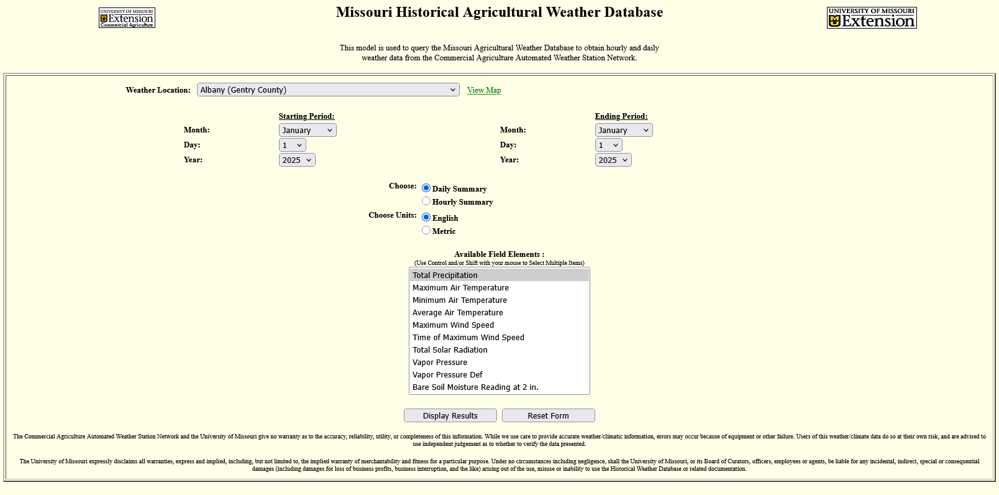 UNIVERSITY OF MISSOURI
Extension
Commercial Agriculture
Missouri Historical Agricultural Weather Database
UNIVERSITY OF MISSOURI
Extension
This model is used to query the Missouri Agricultural Weather Database to obtain hourly and daily
weather data from the Commercial Agriculture Automated Weather Station Network.
Weather Location: Albany (Gentry County) View Map
Starting Period: Ending Period:
Month: January Month: January
Day: 1 Day: 1
Year: 2025 Year: 2025
Choose: Daily Summary
Hourly Summary
Choose Units: English
Metric
Available Field Elements :
(Use Control and/or Shift with your mouse to Select Multiple Items)
Total Precipitation
Maximum Air Temperature
Minimum Air Temperature
Average Air Temperature
Maximum Wind Speed
Time of Maximum Wind Speed
Total Solar Radiation
Vapor Pressure
Vapor Pressure Def
Bare Soil Moisture Reading at 2 in.
Display Results Reset Form
The Commercial Agriculture Automated Weather Station Network and the University of Missouri give no warranty as to the accuracy, reliability, utility, or completeness of this information. While we use care to provide accurate weather/climatic information, errors may occur because of equipment or other failure. Users of this weather/climate data do so at their own risk, and are advised to
use independent judgement as to whether to verify the data presented.
The University of Missouri expressly disclaims all warranties, express and implied, including, but not limited to, the implied warranty of merchantability and fitness for a particular purpose. Under no circumstances including negligence, shall the University of Missouri, or its Board of Curators, officers, employees or agents, be liable for any incidental, indirect, special or consequential
damages (including damages for loss of business profits, business interruption, and the like) arising out of the use, misuse or inability to use the Historical Weather Database or related documentation.